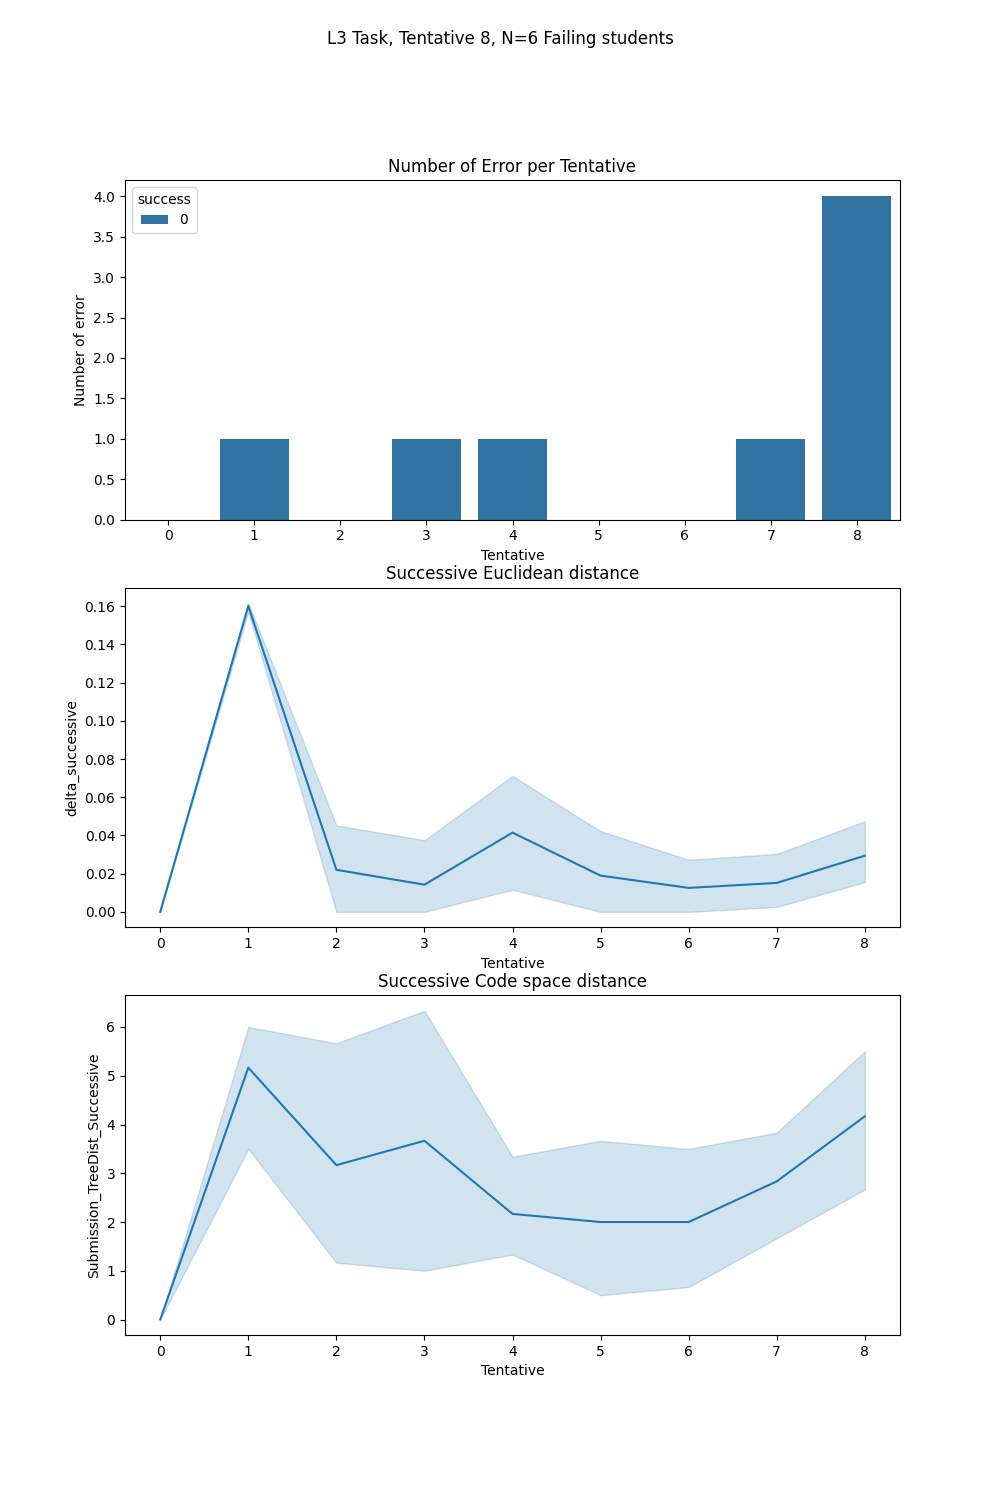 L3 Task, Tentative 8, N=6 Failing students
Number of Error per Tentative
success
0
4.0
3.5
3.0
2.5
2.0
1.5
1.0
0.5
0.0
Number of error
0 1 2 3 4 5 6 7 8
Tentative
Successive Euclidean distance
0.16
0.14
0.12
0.10
0.08
0.06
0.04
0.02
0.00
delta_successive
0 1 2 3 4 5 6 7 8
Tentative
Successive Code space distance
6
5
4
3
2
1
0
Submission_TreeDist_Successive
0 1 2 3 4 5 6 7 8
Tentative